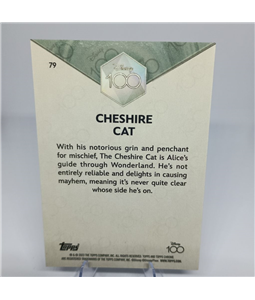 79
Disney
100
CHESHIRE
CAT
With his notorious grin and penchant
for mischief, The Cheshire Cat is Alice's
guide through Wonderland. He's not
entirely reliable and delights in causing
mayhem, meaning it's never quite clear
whose side he's on.
Topps
Disney
100